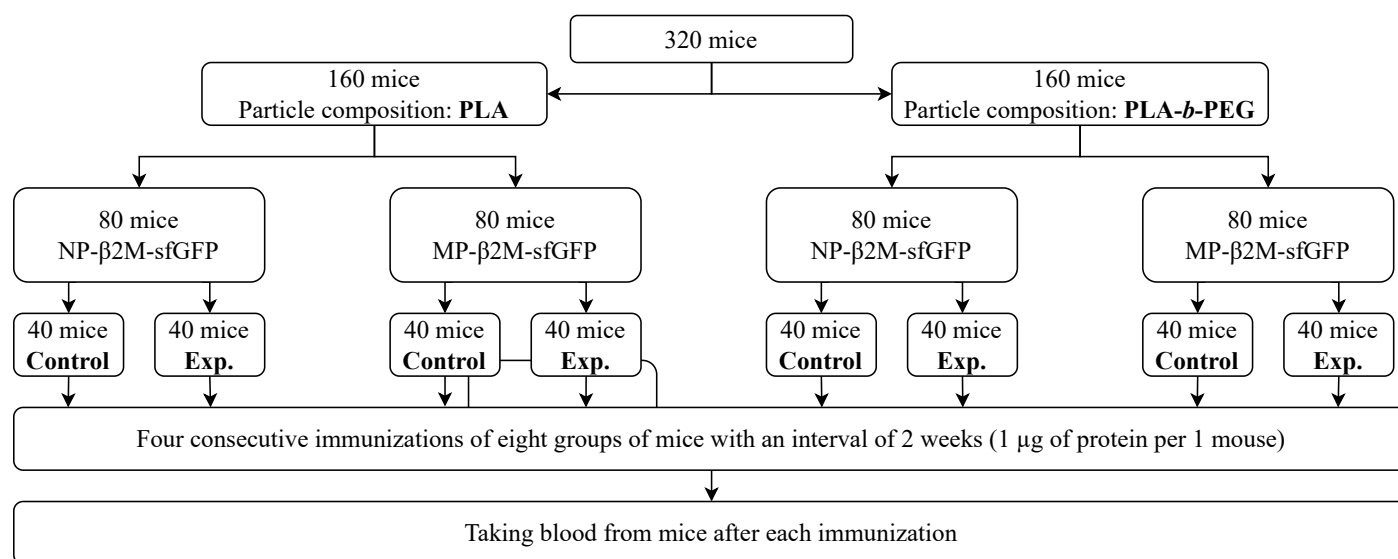 320 mice
160 mice
Particle composition: PLA
160 mice
Particle composition: PLA-b-PEG
80 mice
NP-β2M-sfGFP
80 mice
MP-β2M-sfGFP
80 mice
NP-β2M-sfGFP
80 mice
MP-β2M-sfGFP
40 mice
Control
40 mice
Exp.
40 mice
Control
40 mice
Exp.
40 mice
Control
40 mice
Exp.
40 mice
Control
40 mice
Exp.
Four consecutive immunizations of eight groups of mice with an interval of 2 weeks (1 μg of protein per 1 mouse)
Taking blood from mice after each immunization